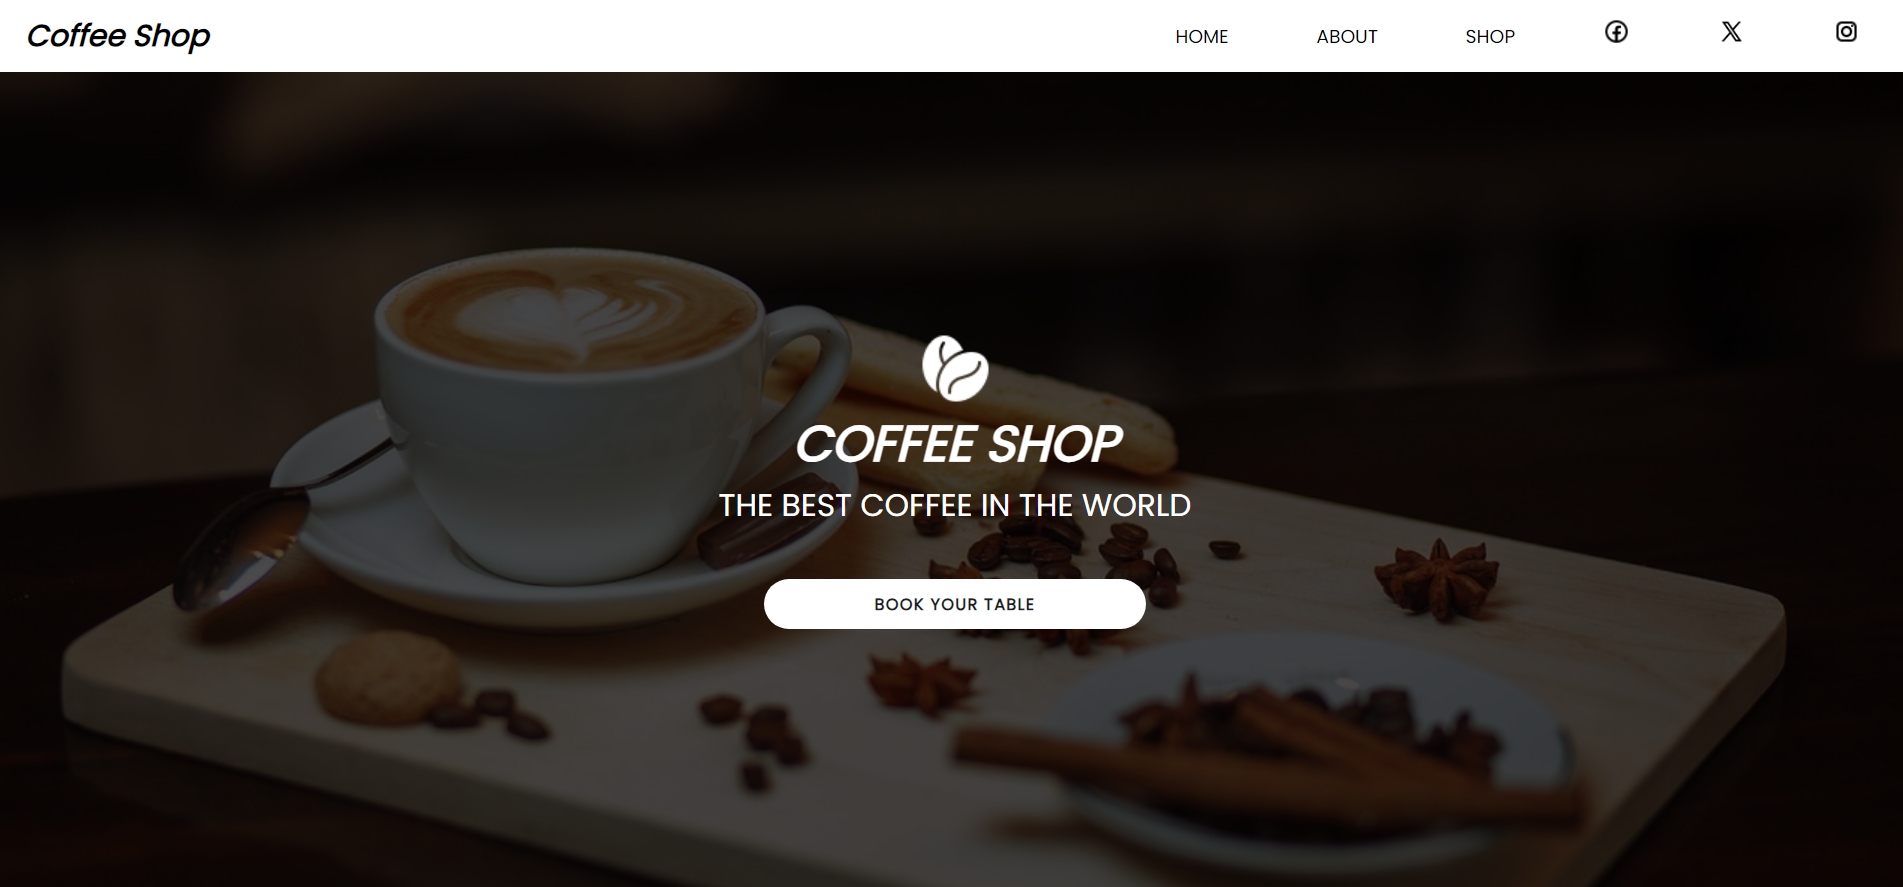 Coffee Shop
HOME ABOUT SHOP
COFFEE SHOP
THE BEST COFFEE IN THE WORLD
BOOK YOUR TABLE